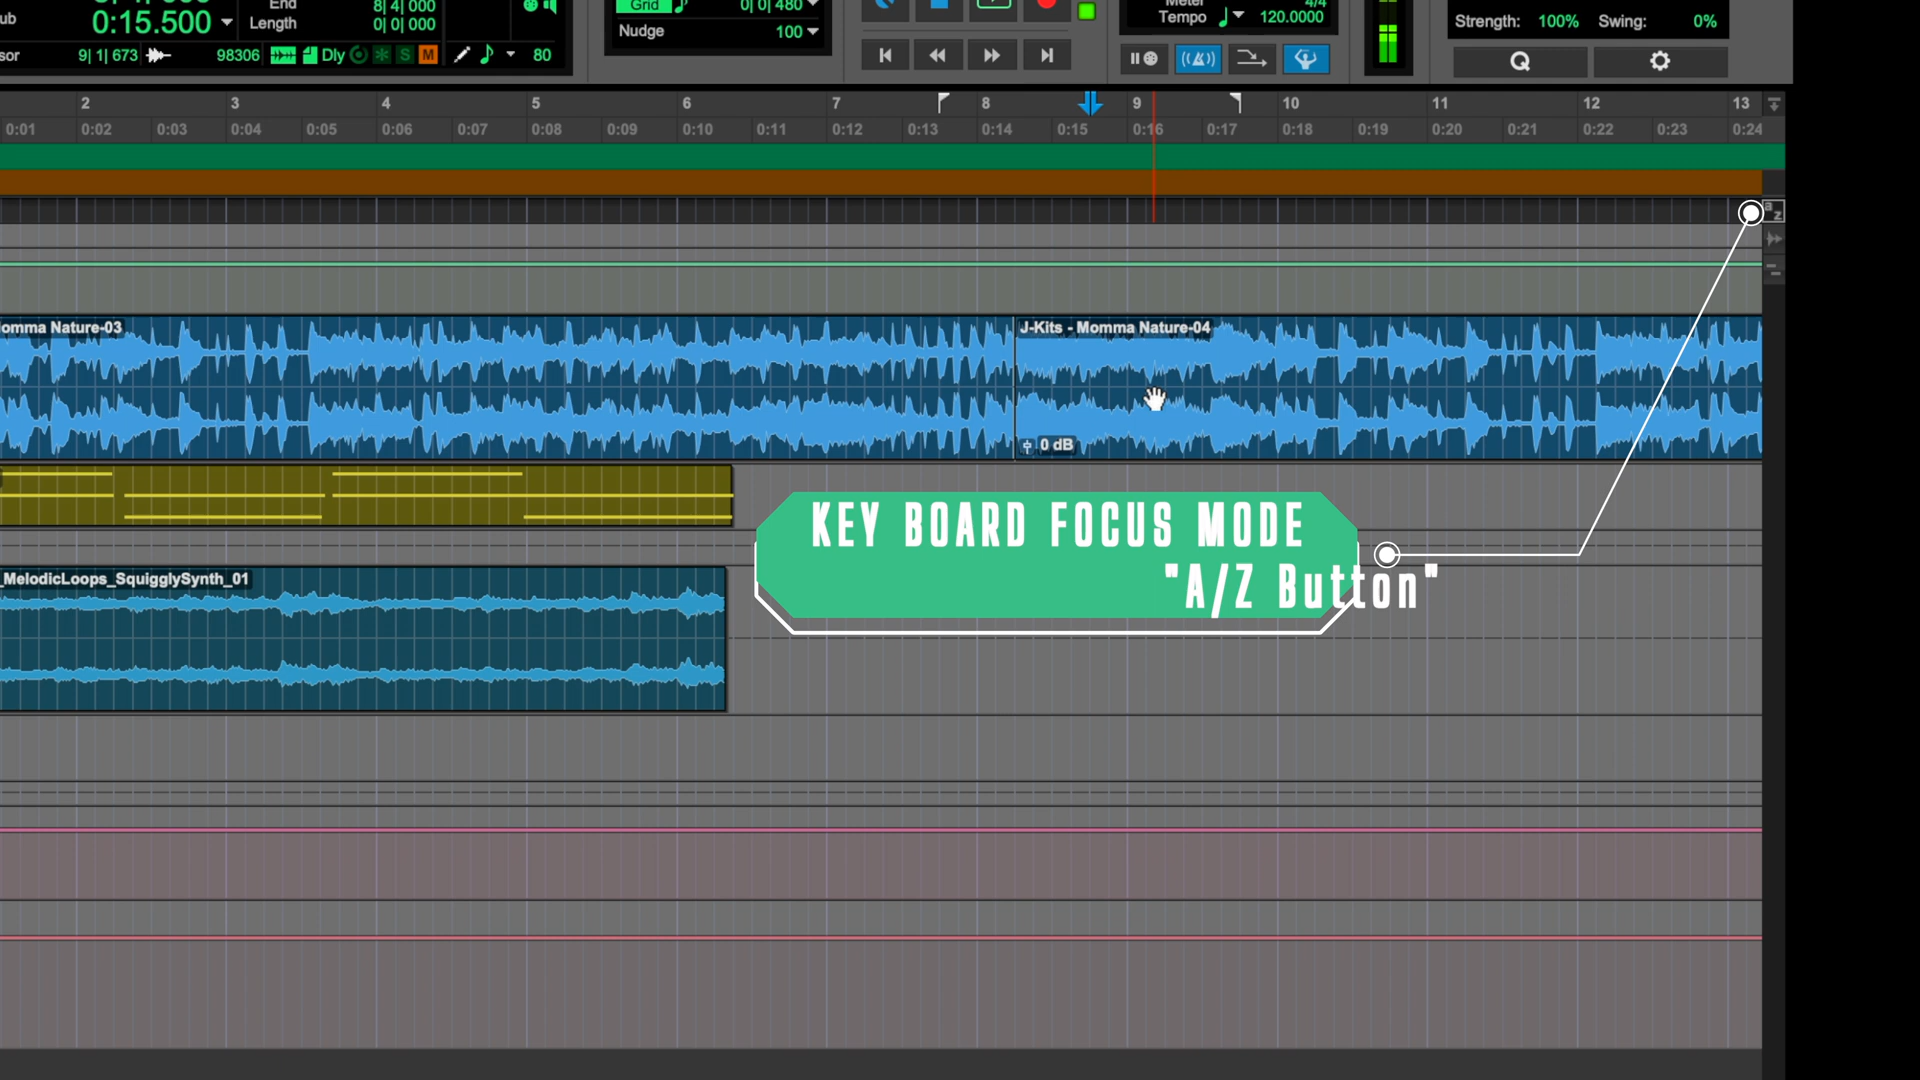 End
8| 4| 000
Grid
0| 0| 480
Meter
4/4
ub
0:15.500
Length
0| 0| 000
Nudge
100
Tempo
120.0000
Strength: 100% Swing: 0%
sor
9| 1| 673
98306
Dly
S
M
80
Q
2 3 4 5 6 7 8 9 10 11 12 13
0:01 0:02 0:03 0:04 0:05 0:06 0:07 0:08 0:09 0:10 0:11 0:12 0:13 0:14 0:15 0:16 0:17 0:18 0:19 0:20 0:21 0:22 0:23 0:24
a z
omma Nature-03
J-Kits - Momma Nature-04
0 dB
KEY BOARD FOCUS MODE
"A/Z Button"
_MelodicLoops_SquigglySynth_01